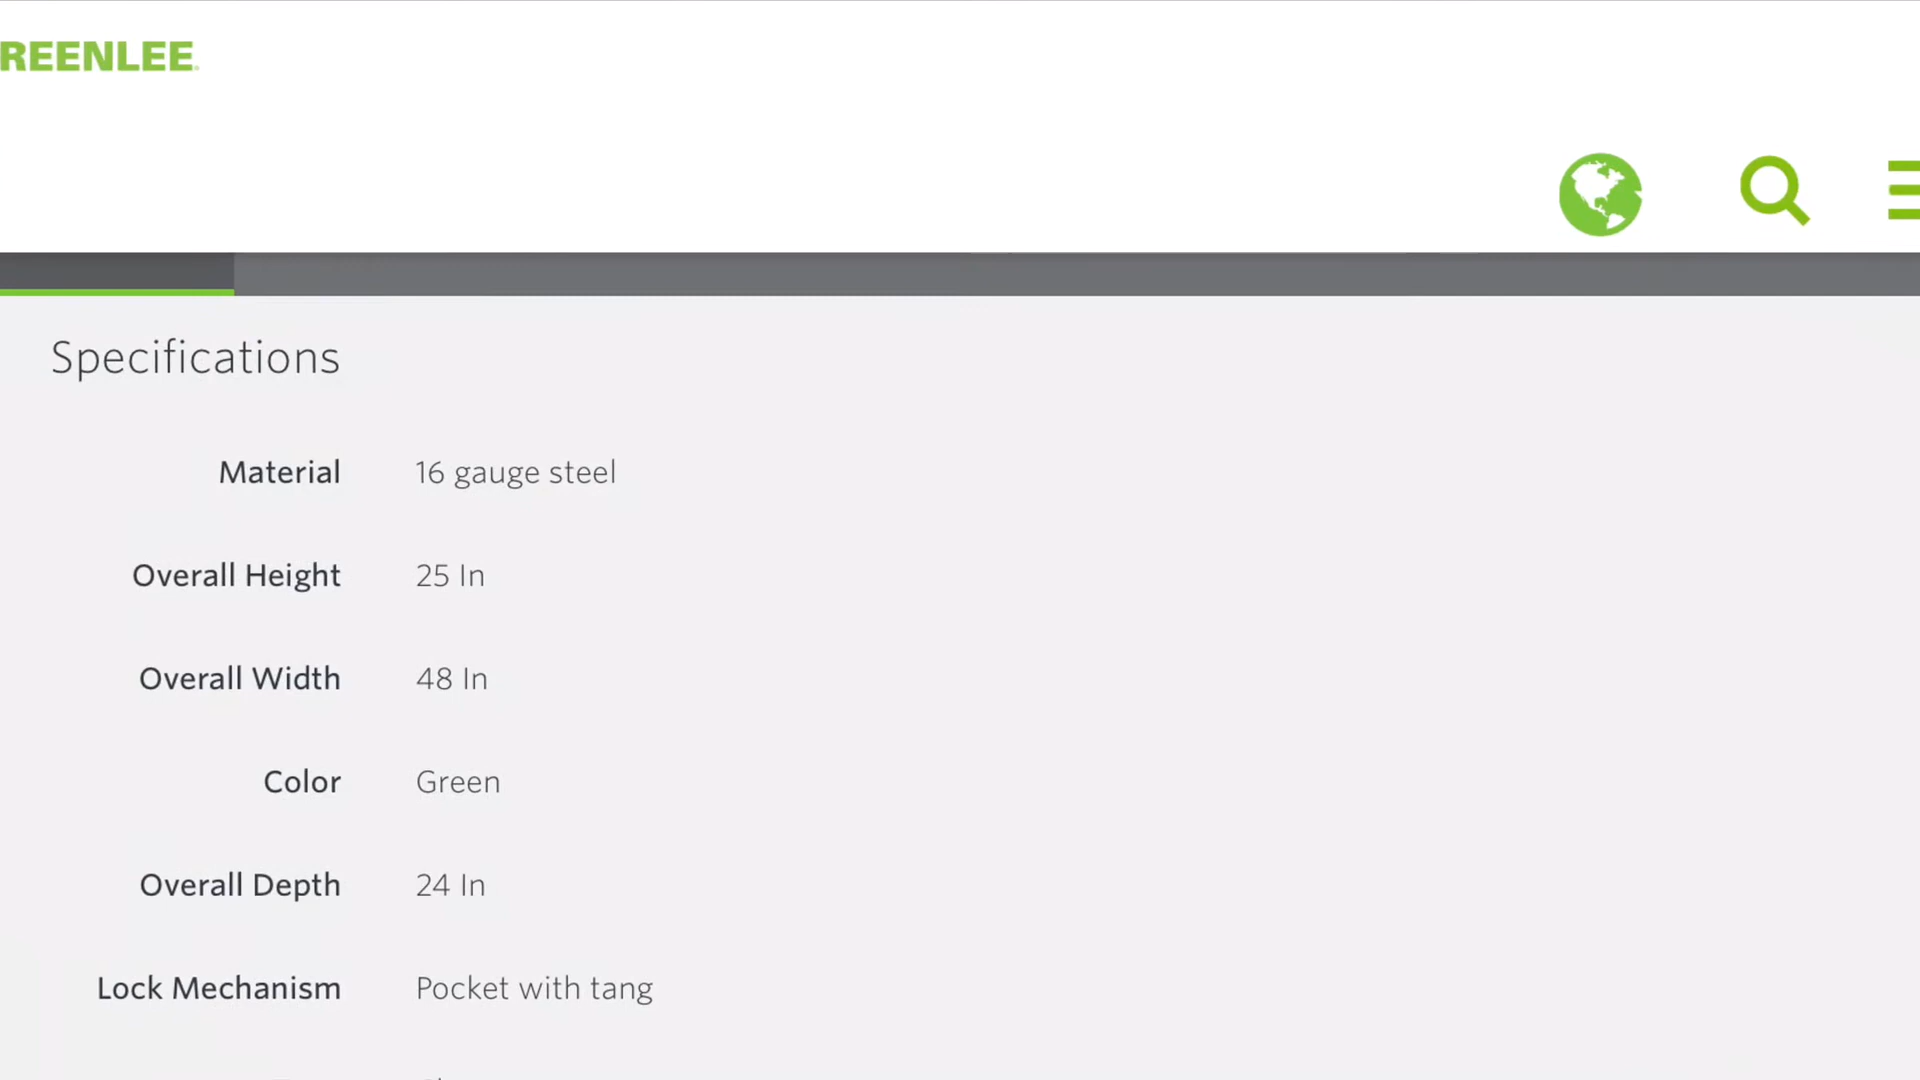 REENLEE
Specifications
Material 16 gauge steel
Overall Height 25 In
Overall Width 48 In
Color Green
Overall Depth 24 In
Lock Mechanism Pocket with tang